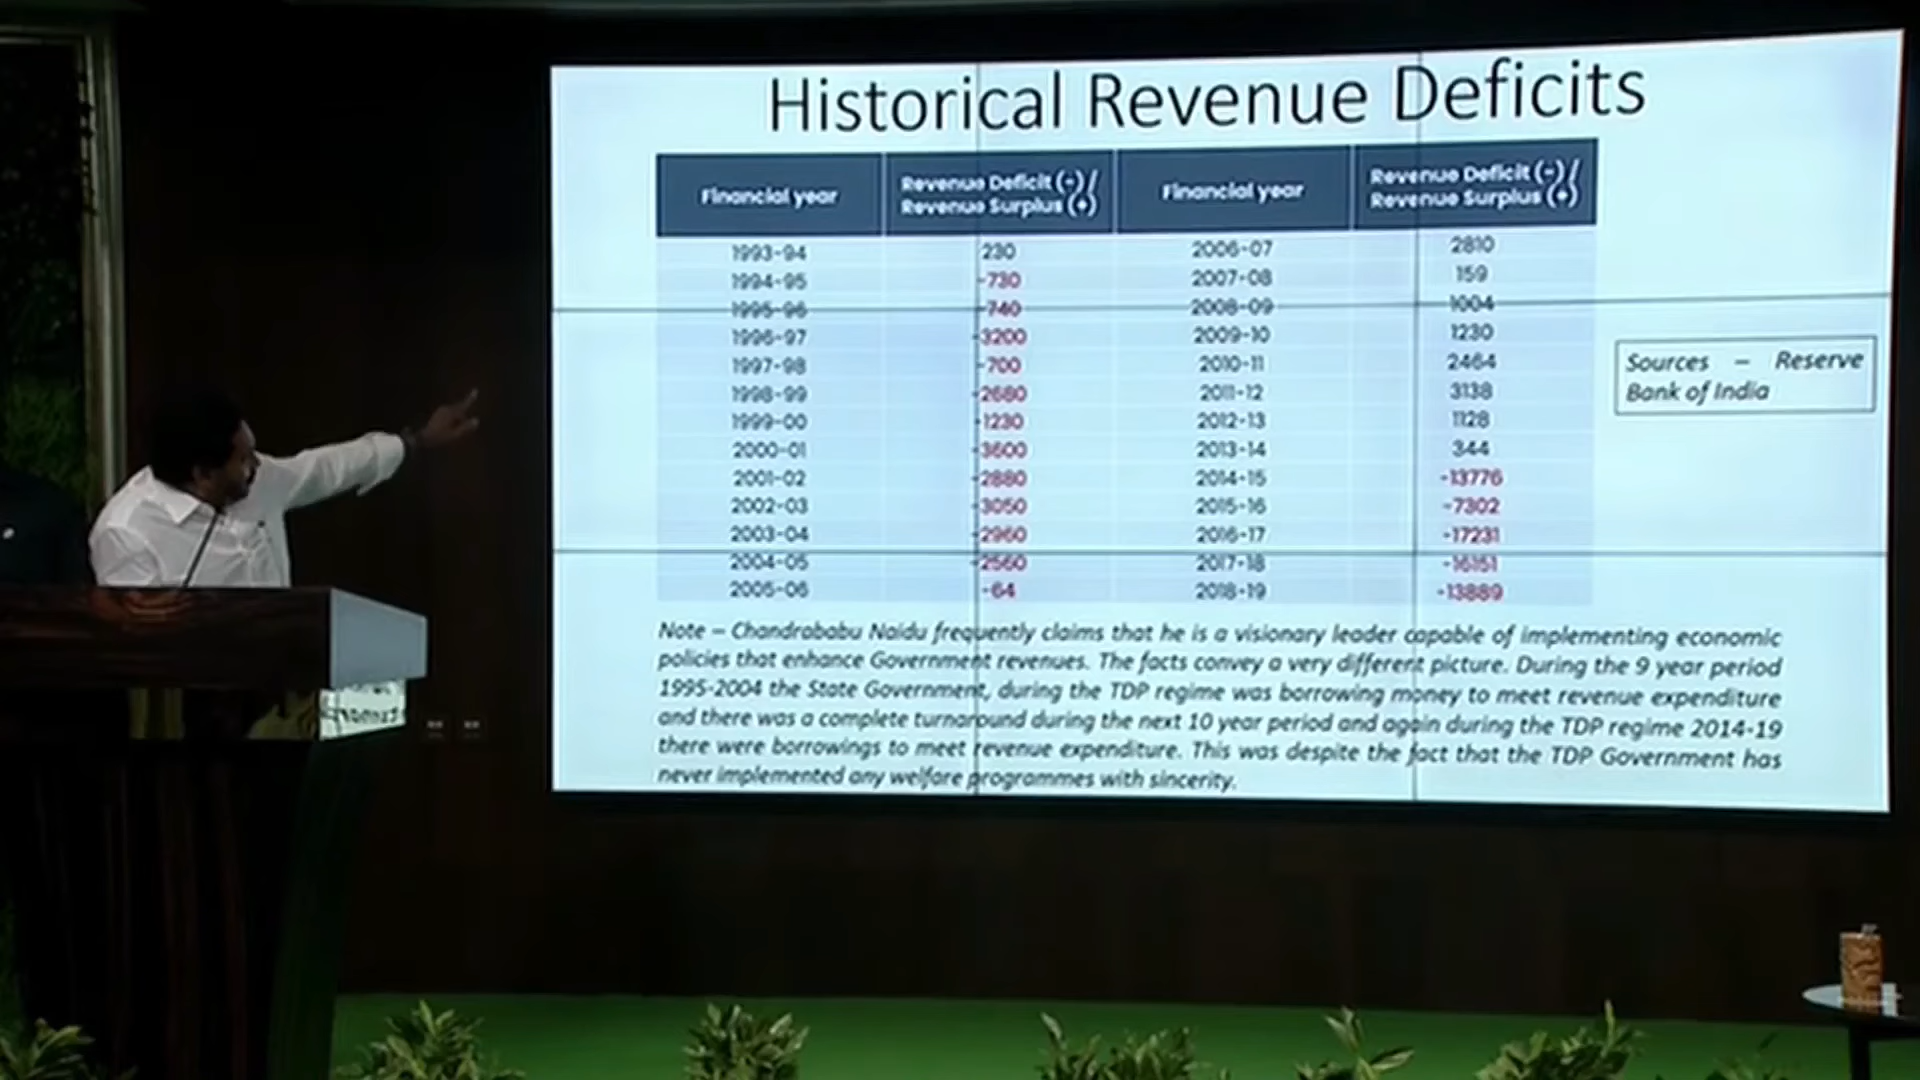 Historical Revenue Deficits
Financial year Revenue Deficit (-) / Revenue Surplus (+) Financial year Revenue Deficit (-) / Revenue Surplus (+)
1993-94 230 2006-07 2810
1994-95 -730 2007-08 159
1995-96 -740 2008-09 1004
1996-97 -3200 2009-10 1230
1997-98 -700 2010-11 2464
1998-99 -2680 2011-12 3138
1999-00 -1230 2012-13 1128
2000-01 -3600 2013-14 344
2001-02 -2880 2014-15 -13776
2002-03 -3050 2015-16 -7302
2003-04 -2960 2016-17 -17231
2004-05 -2560 2017-18 -16151
2005-06 -64 2018-19 -13889
Sources – Reserve
Bank of India
Note – Chandrababu Naidu frequently claims that he is a visionary leader capable of implementing economic
policies that enhance Government revenues. The facts convey a very different picture. During the 9 year period
1995-2004 the State Government, during the TDP regime was borrowing money to meet revenue expenditure
and there was a complete turnaround during the next 10 year period and again during the TDP regime 2014-19
there were borrowings to meet revenue expenditure. This was despite the fact that the TDP Government has
never implemented any welfare programmes with sincerity.